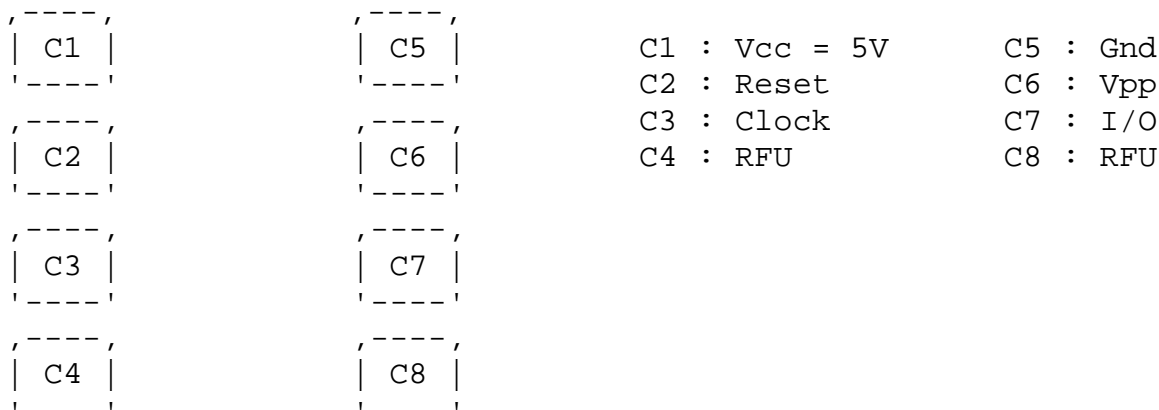 C1 C5 C1 : Vcc = 5V C5 : Gnd
C2 : Reset C6 : Vpp
C3 : Clock C7 : I/O
C2 C6 C4 : RFU C8 : RFU
C3 C7
C4 C8